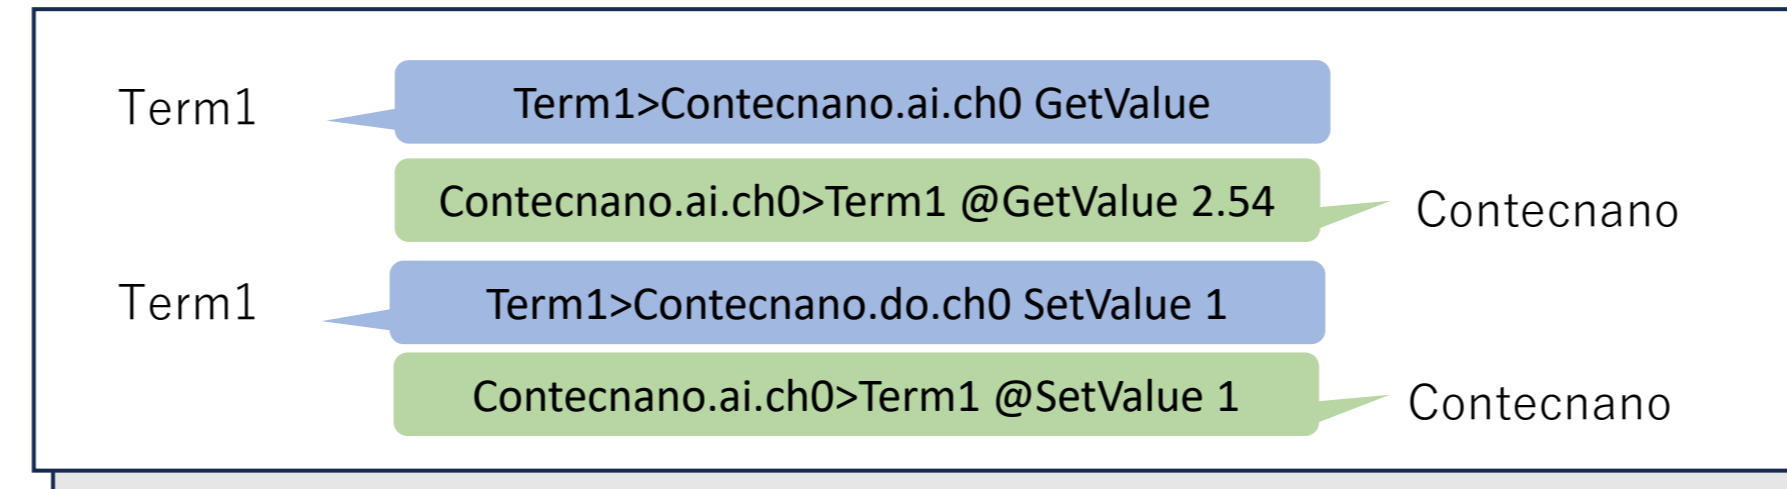 Term1
Term1>Contecnano.ai.ch0 GetValue
Contecnano.ai.ch0>Term1 @GetValue 2.54
Contecnano
Term1
Term1>Contecnano.do.ch0 SetValue 1
Contecnano.ai.ch0>Term1 @SetValue 1
Contecnano